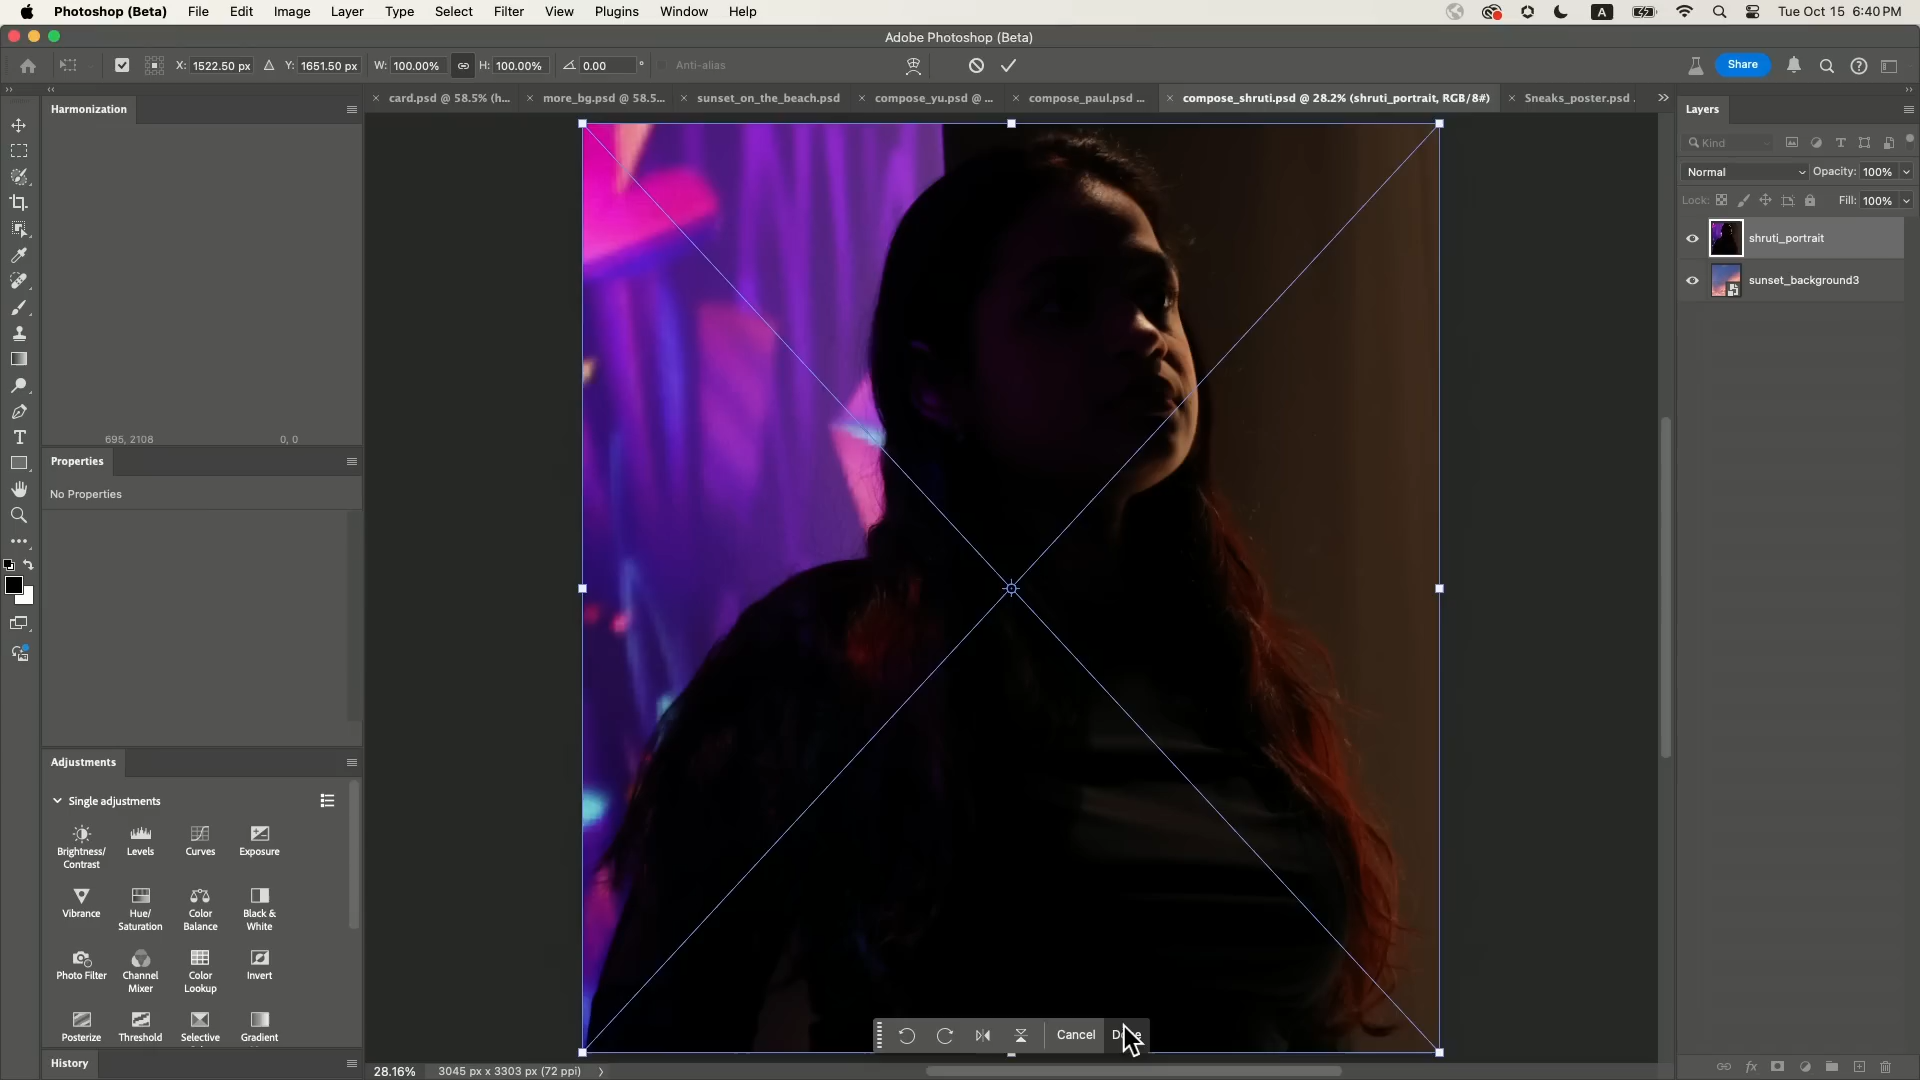 Photoshop (Beta) File Edit Image Layer Type Select Filter View Plugins Window Help A Tue Oct 15 6:40 PM
Adobe Photoshop (Beta)
X: 1522.50 px Y: 1651.50 px W: 100.00% H: 100.00% 0.00 ° Anti-alias Share
card.psd @ 58.5% (h... more_bg.psd @ 58.5... sunset_on_the_beach.psd compose_yu.psd @ ... compose_paul.psd ... compose_shruti.psd @ 28.2% (shruti_portrait, RGB/8#) Sneaks_poster.psd
Harmonization
695, 2108 0, 0
Properties
No Properties
Adjustments
Single adjustments
Brightness/
Contrast
Levels
Curves
Exposure
Vibrance
Hue/
Saturation
Color
Balance
Black &
White
Photo Filter
Channel
Mixer
Color
Lookup
Invert
Posterize
Threshold
Selective
Gradient
History
Cancel
28.16% 3045 px x 3303 px (72 ppi)
Layers
Kind
Normal Opacity: 100%
Lock: Fill: 100%
shruti_portrait
sunset_background3